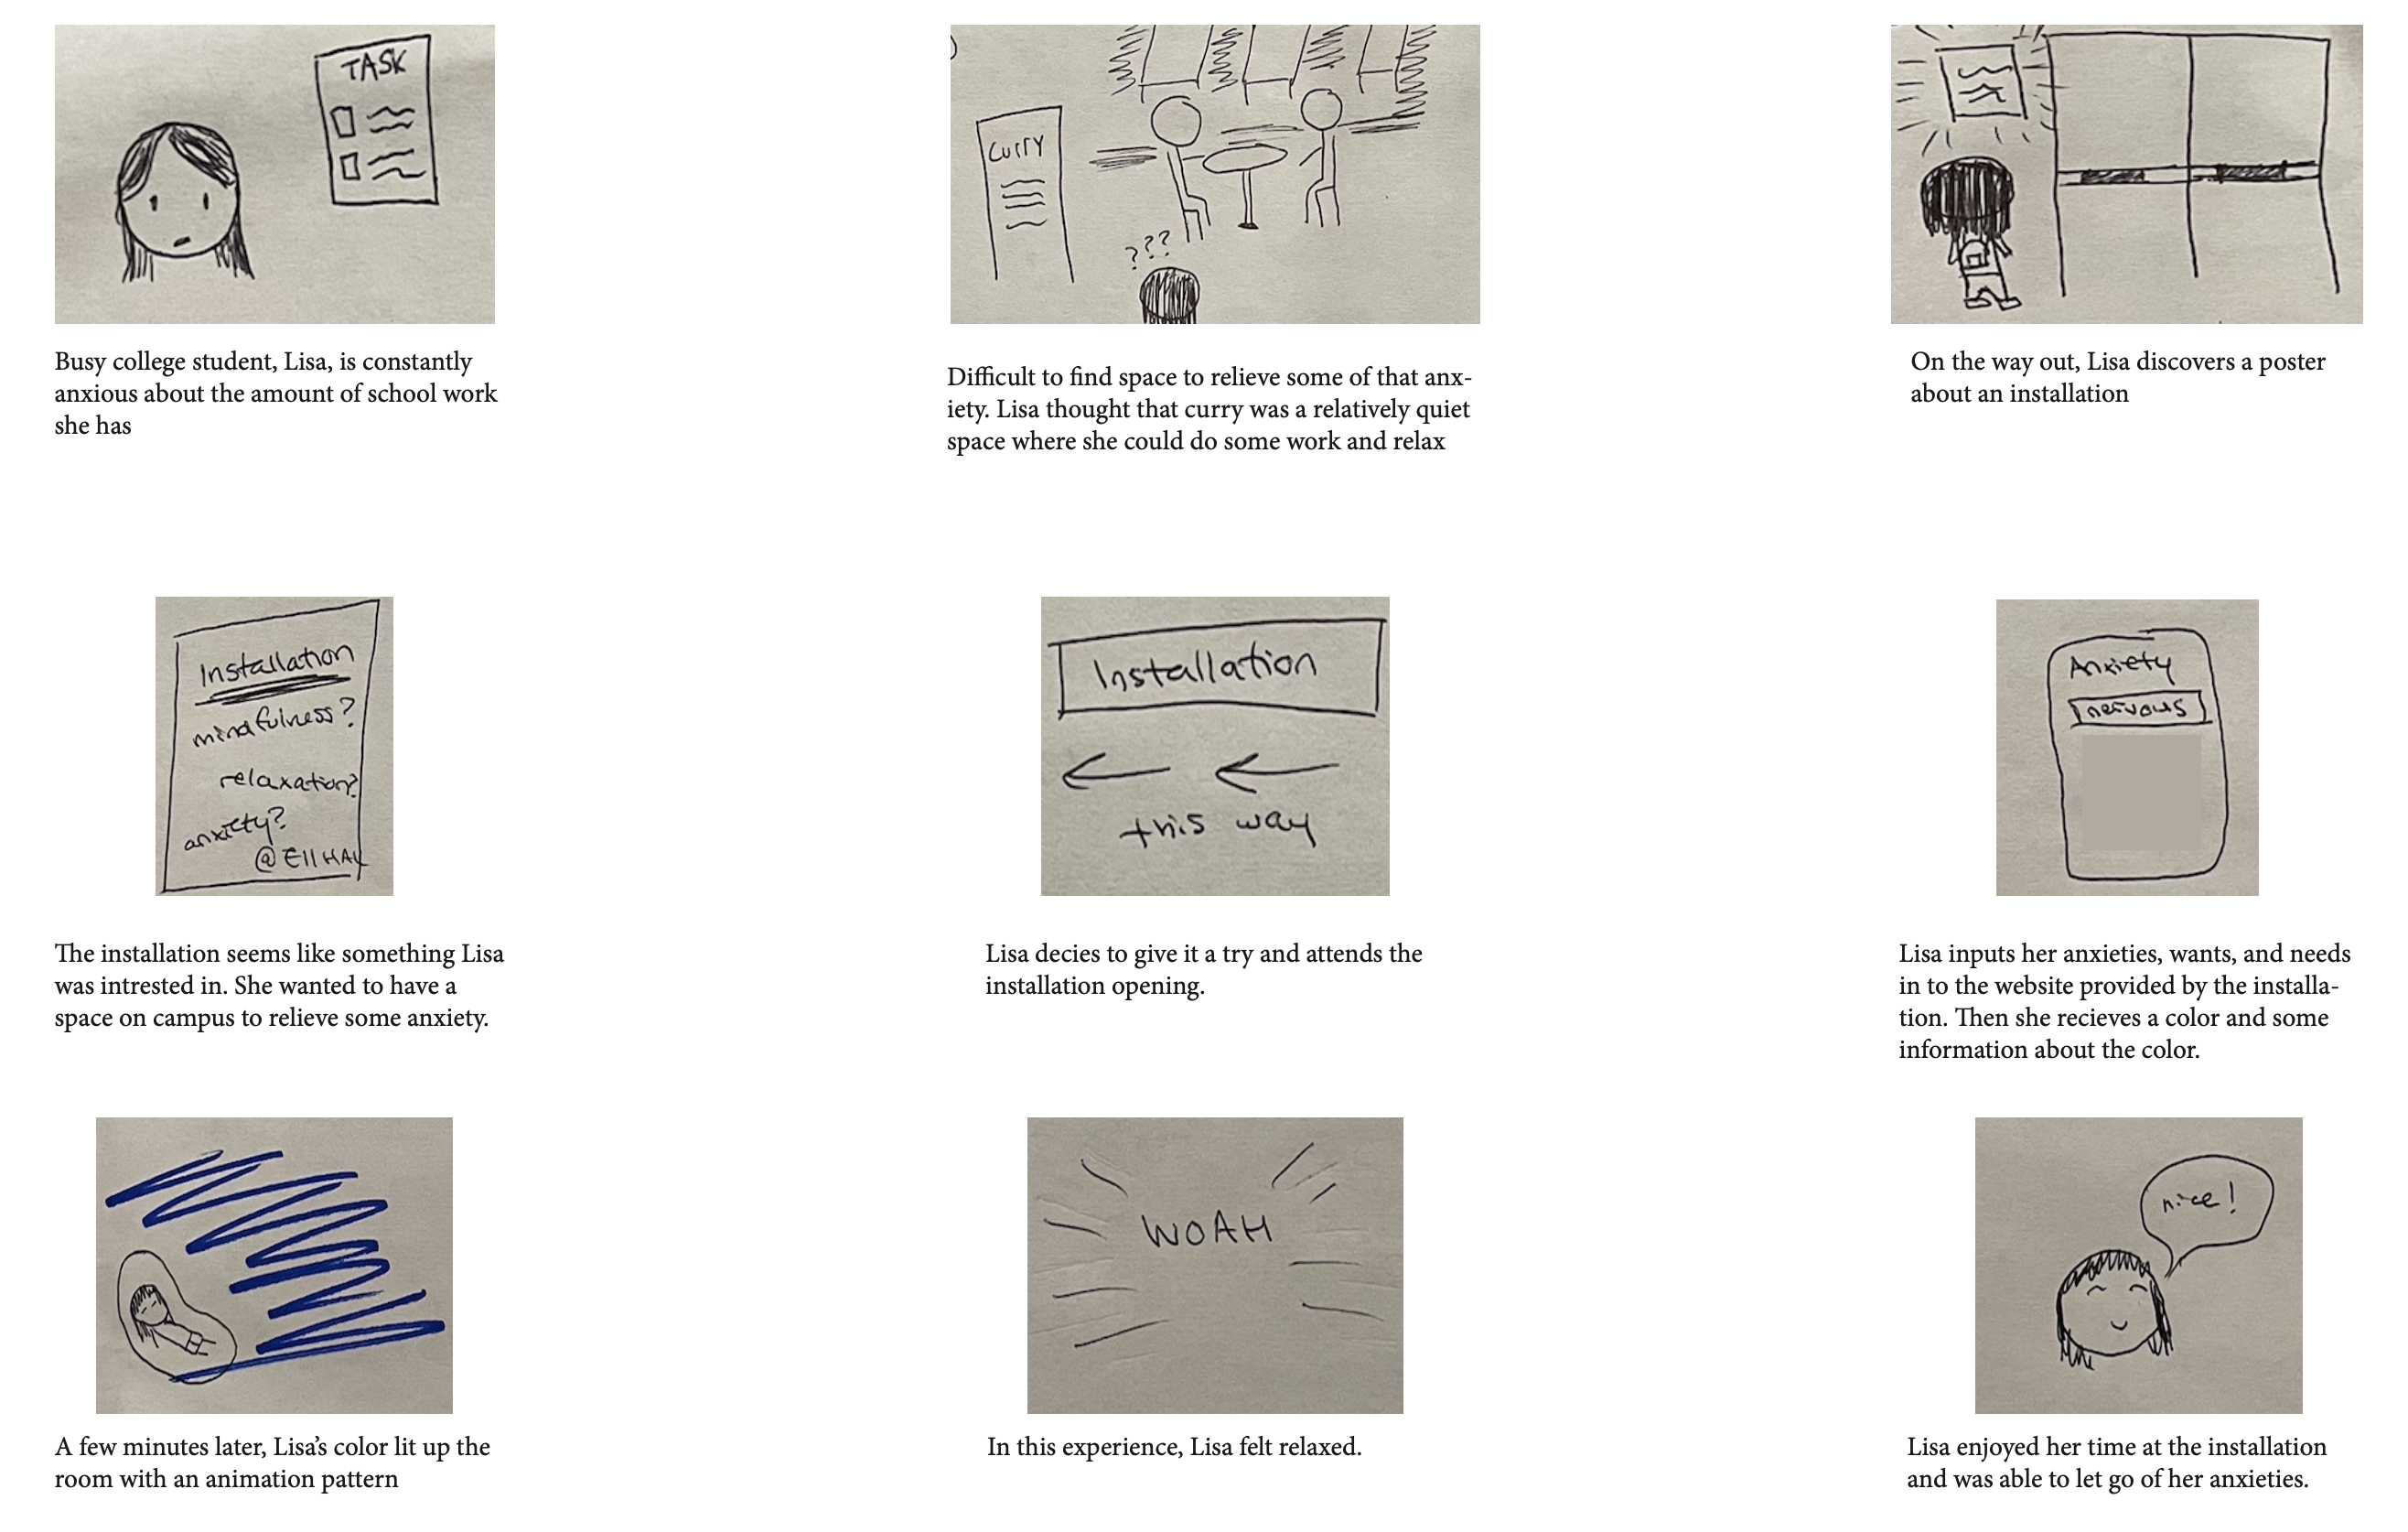 TASK
Curry
???
Busy college student, Lisa, is constantly
anxious about the amount of school work
she has
Difficult to find space to relieve some of that anx-
iety. Lisa thought that curry was a relatively quiet
space where she could do some work and relax
On the way out, Lisa discovers a poster
about an installation
Installation
mindfulness?
relaxation?
anxiety?
@ Ell HALL
Installation
this way
Anxiety
nervous
The installation seems like something Lisa
was intrested in. She wanted to have a
space on campus to relieve some anxiety.
Lisa decies to give it a try and attends the
installation opening.
Lisa inputs her anxieties, wants, and needs
in to the website provided by the installa-
tion. Then she recieves a color and some
information about the color.
WOAH
nice!
A few minutes later, Lisa's color lit up the
room with an animation pattern
In this experience, Lisa felt relaxed.
Lisa enjoyed her time at the installation
and was able to let go of her anxieties.